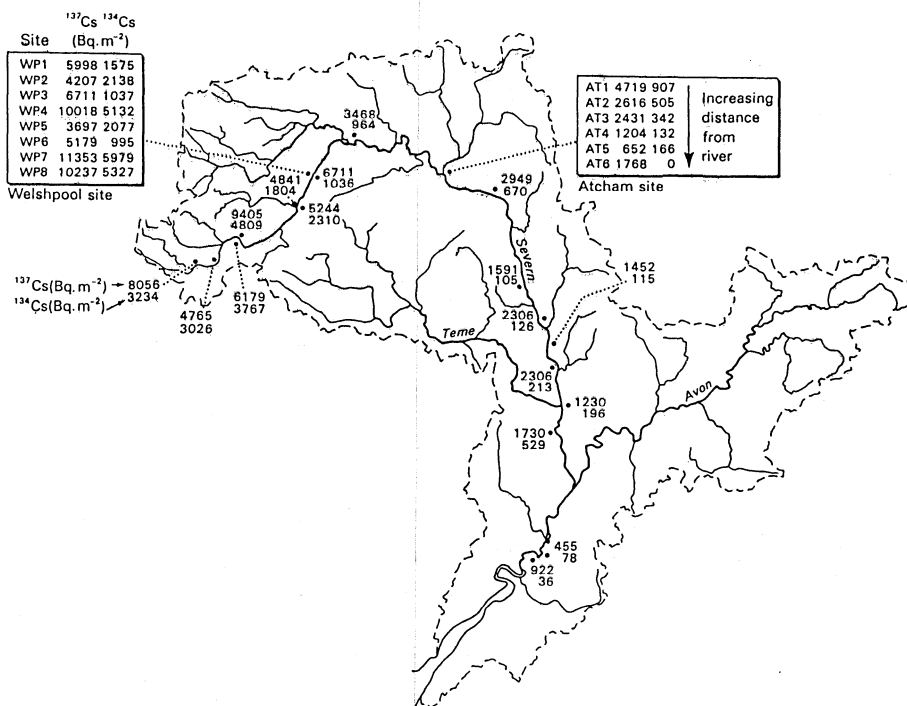 137Cs 134Cs
Site (Bq.m-2)
WP1 5998 1575
WP2 4207 2138
WP3 6711 1037
WP4 10018 5132
WP5 3697 2077
WP6 5179 995
WP7 11353 5979
WP8 10237 5327
Welshpool site
AT1 4719 907
AT2 2616 505
AT3 2431 342
AT4 1204 132
AT5 652 166
AT6 1768 0
Increasing
distance
from
river
Atcham site
3468
964
6711
1036
4841
1804
5244
2310
9405
4809
137Cs(Bq.m-2) → 8056
134Cs(Bq.m-2) 3234
4765
3026
6179
3767
2949
670
Severn
1591
105
1452
115
2306
126
Teme
2306
213
1230
196
Avon
1730
529
455
78
922
36